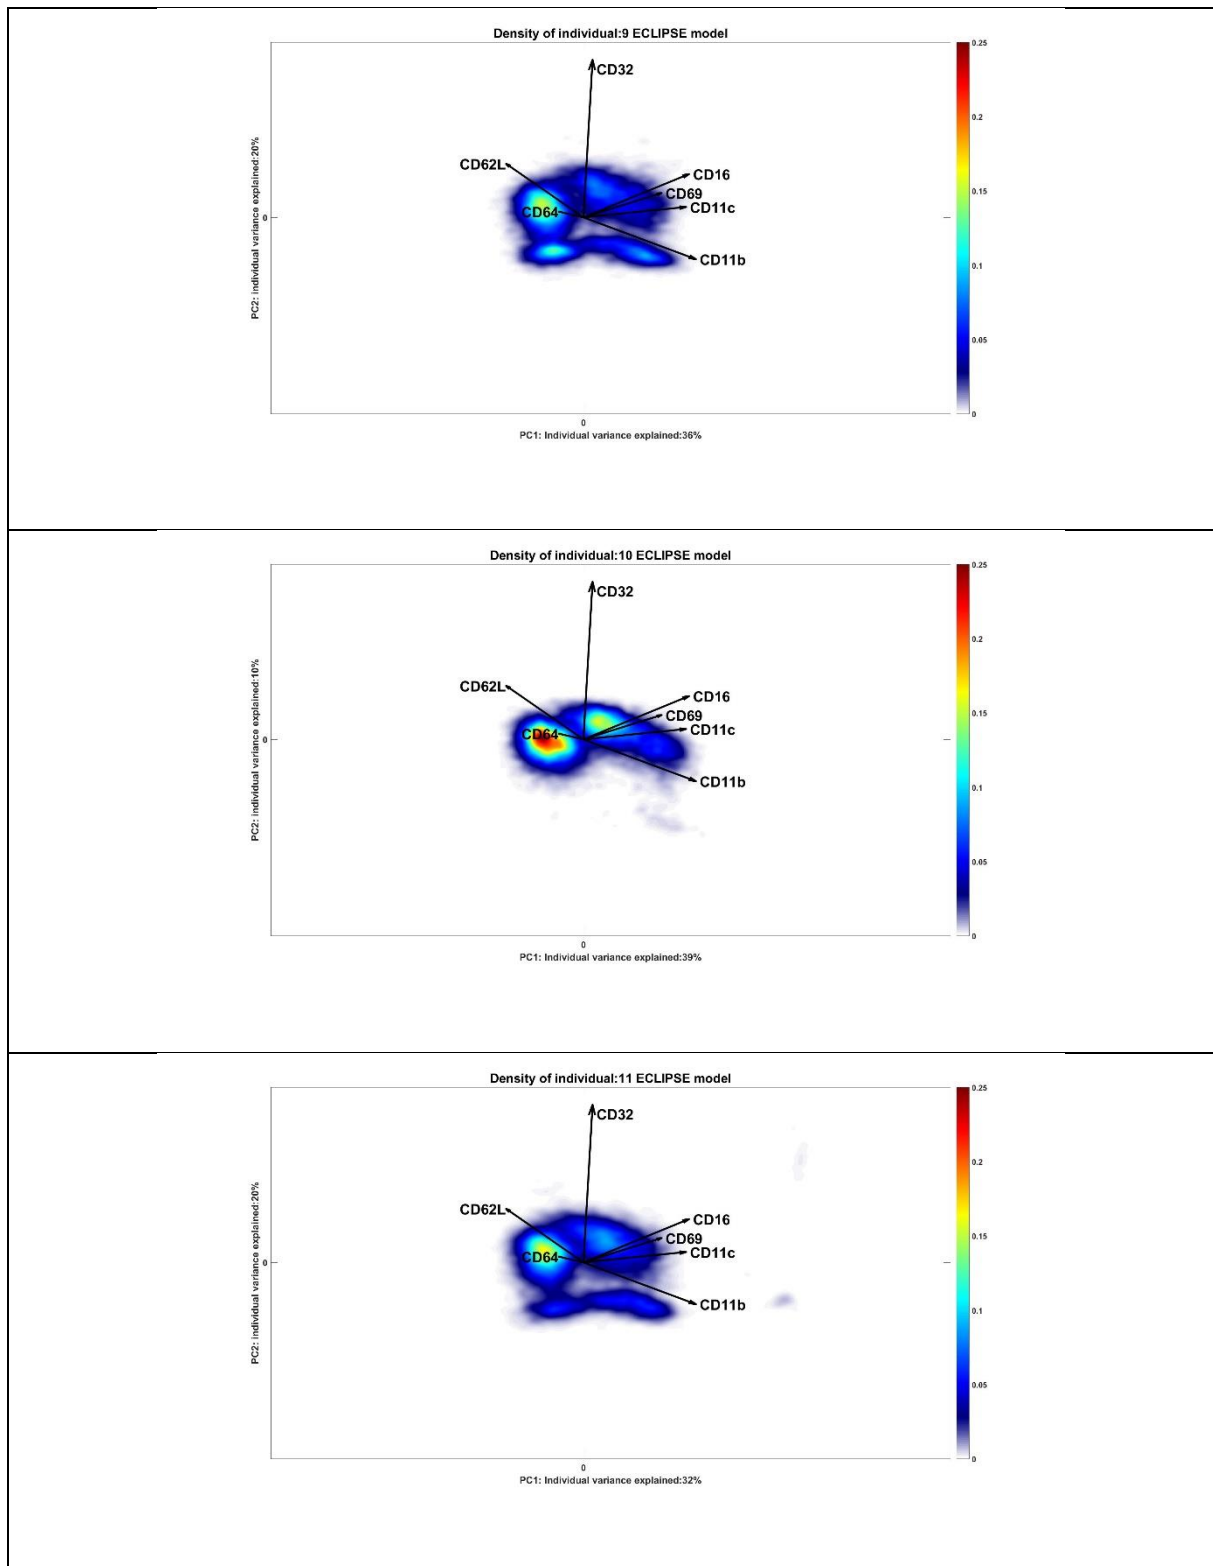 Density of individual:9 ECLIPSE model
0.25
CD32
0.2
CD62L
CD16
CD69
0.15
CD64
CD11c
0
PC2: individual variance explained:20%
CD11b
0.1
0.05
0
0
PC1: Individual variance explained:36%
Density of individual:10 ECLIPSE model
0.25
CD32
0.2
CD62L
CD16
CD69
0.15
CD64
CD11c
0
PC2: individual variance explained:10%
CD11b
0.1
0.05
0
0
PC1: Individual variance explained:39%
Density of individual:11 ECLIPSE model
0.25
CD32
0.2
CD62L
CD16
CD69
0.15
CD64
CD11c
0
PC2: individual variance explained:20%
CD11b
0.1
0.05
0
0
PC1: Individual variance explained:32%